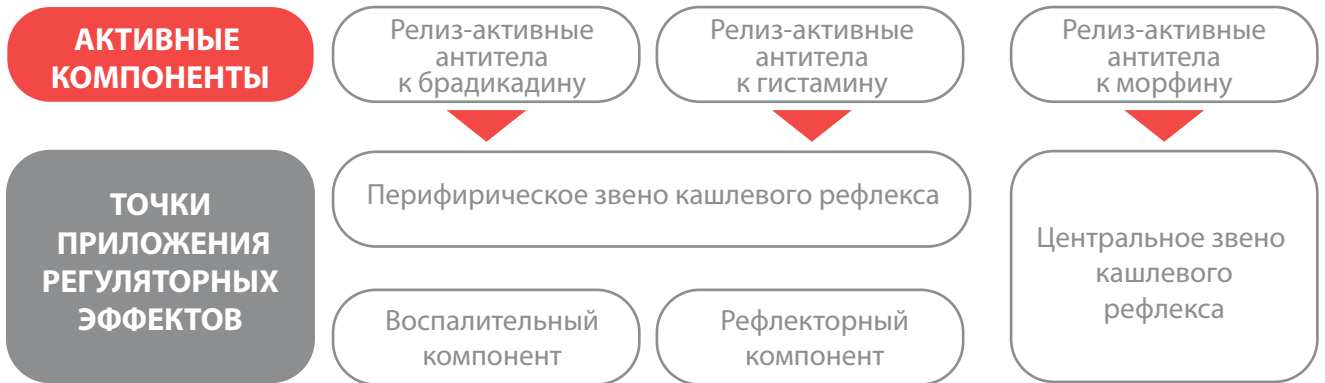 АКТИВНЫЕ
КОМПОНЕНТЫ
Релиз-активные
антитела
к брадикадину
Релиз-активные
антитела
к гистамину
Релиз-активные
антитела
к морфину
ТОЧКИ
ПРИЛОЖЕНИЯ
РЕГУЛЯТОРНЫХ
ЭФФЕКТОВ
Перифирическое звено кашлевого рефлекса
Воспалительный
компонент
Рефлекторный
компонент
Центральное звено
кашлевого
рефлекса